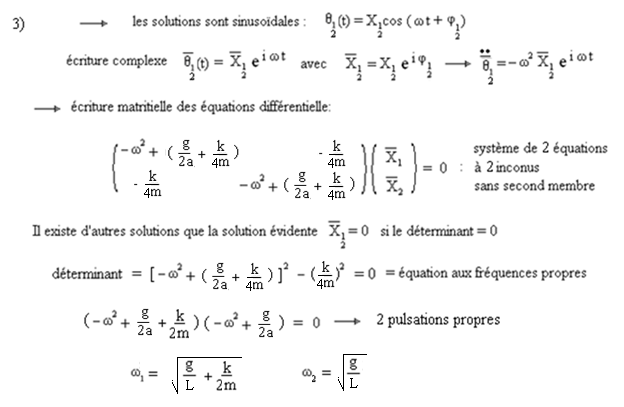 3) → les solutions sont sinusoïdales : θ₁/₂(t) = X₁/₂ cos ( ωt + φ₁/₂)
écriture complexe θ̅₁/₂(t) = X̅₁/₂ e^{i ωt} avec X̅₁/₂ = X₁/₂ e^{i φ₁/₂} → θ̅̈₁/₂ = -ω² X̅₁/₂ e^{i ωt}
→ écriture matritielle des équations différentielle:
( -ω² + ( g/2a + k/4m ) - k/4m ) ( X̅₁ ) = 0 : système de 2 équations
à 2 inconus
( - k/4m -ω² + ( g/2a + k/4m ) ) ( X̅₂ ) sans second membre
Il existe d'autres solutions que la solution évidente X̅₁/₂ = 0 si le déterminant = 0
déterminant = [ -ω² + ( g/2a + k/4m ) ]² - (k/4m)² = 0 = équation aux fréquences propres
( -ω² + g/2a + k/2m ) ( -ω² + g/2a ) = 0 → 2 pulsations propres
ω₁ = √(g/L + k/2m) ω₂ = √(g/L)